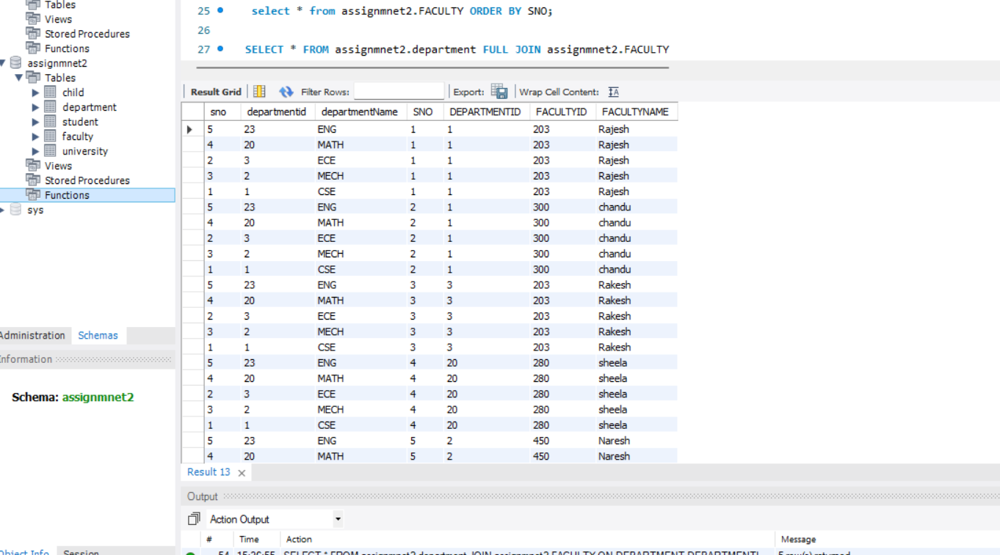 Tables
Views
Stored Procedures
Functions
assignmnet2
Tables
child
department
student
faculty
university
Views
Stored Procedures
Functions
sys
Administration Schemas
Information
Schema: assignmnet2
Object Info Session
25 select * from assignmnet2.FACULTY ORDER BY SNO;
26
27 SELECT * FROM assignmnet2.department FULL JOIN assignmnet2.FACULTY
Result Grid Filter Rows: Export: Wrap Cell Content: IA
sno departmentid departmentName SNO DEPARTMENTID FACULTYID FACULTYNAME
5 23 ENG 1 1 203 Rajesh
4 20 MATH 1 1 203 Rajesh
2 3 ECE 1 1 203 Rajesh
3 2 MECH 1 1 203 Rajesh
1 1 CSE 1 1 203 Rajesh
5 23 ENG 2 1 300 chandu
4 20 MATH 2 1 300 chandu
2 3 ECE 2 1 300 chandu
3 2 MECH 2 1 300 chandu
1 1 CSE 2 1 300 chandu
5 23 ENG 3 3 203 Rakesh
4 20 MATH 3 3 203 Rakesh
2 3 ECE 3 3 203 Rakesh
3 2 MECH 3 3 203 Rakesh
1 1 CSE 3 3 203 Rakesh
5 23 ENG 4 20 280 sheela
4 20 MATH 4 20 280 sheela
2 3 ECE 4 20 280 sheela
3 2 MECH 4 20 280 sheela
1 1 CSE 4 20 280 sheela
5 23 ENG 5 2 450 Naresh
4 20 MATH 5 2 450 Naresh
Result 13
Output
Action Output
# Time Action Message
54 15:26:55 SELECT * FROM assignmnet2.department JOIN assignmnet2.FACULTY ON DEPARTMENT.DEPARTMENTI... 5 row(s) returned